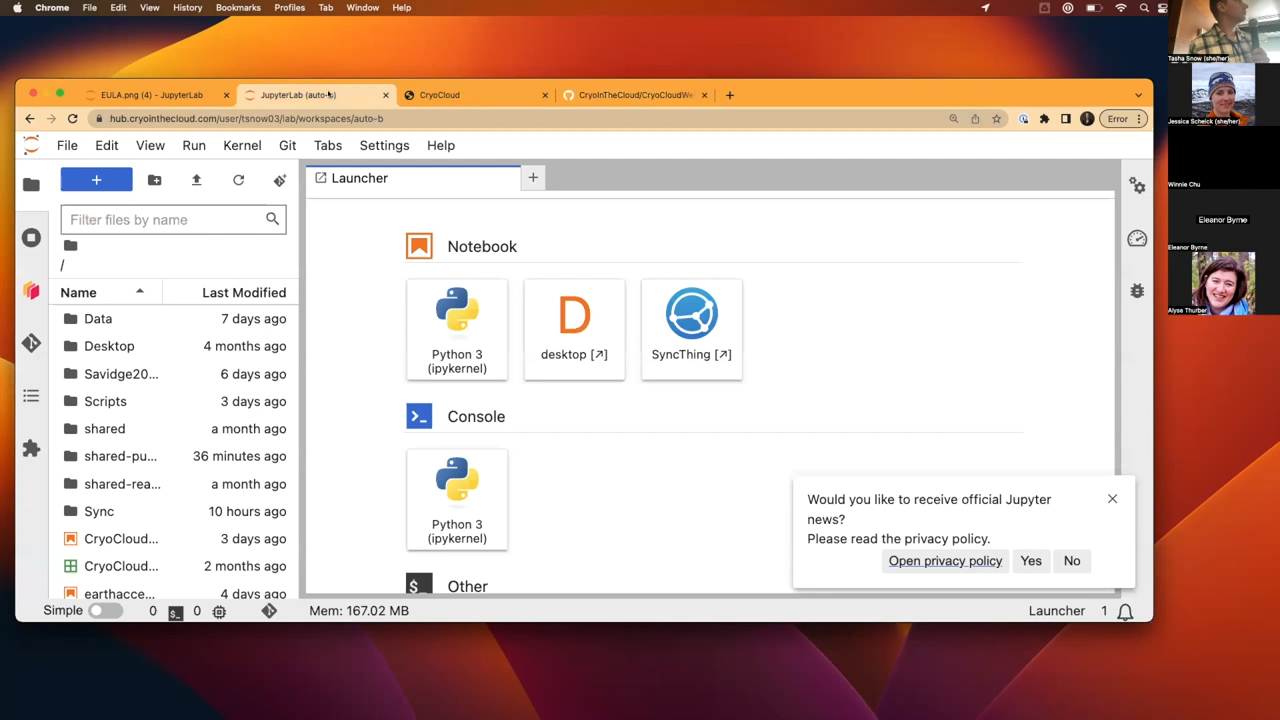 Chrome File Edit View History Bookmarks Profiles Tab Window Help
Tasha Snow (she/her)
EULA.png (4) - JupyterLab
JupyterLab (auto-b)
CryoCloud
CryoInTheCloud/CryoCloudWe
hub.cryointhecloud.com/user/tsnow03/lab/workspaces/auto-b
Error
Jessica Scheick (she/her)
File Edit View Run Kernel Git Tabs Settings Help
Launcher
Winnie Chu
Filter files by name
Eleanor Byrne
Eleanor Byrne
/
Name Last Modified
Data 7 days ago
Desktop 4 months ago
Savidge20... 6 days ago
Scripts 3 days ago
shared a month ago
shared-pu... 36 minutes ago
shared-rea... a month ago
Sync 10 hours ago
CryoCloud... 3 days ago
CryoCloud... 2 months ago
earthacce... 4 days ago
Notebook
Python 3
(ipykernel)
D
desktop [↗]
SyncThing [↗]
Alyse Thurber
Console
Python 3
(ipykernel)
$_ Other
Would you like to receive official Jupyter
news?
Please read the privacy policy.
Open privacy policy Yes No
Simple 0 $_ 0 Mem: 167.02 MB Launcher 1